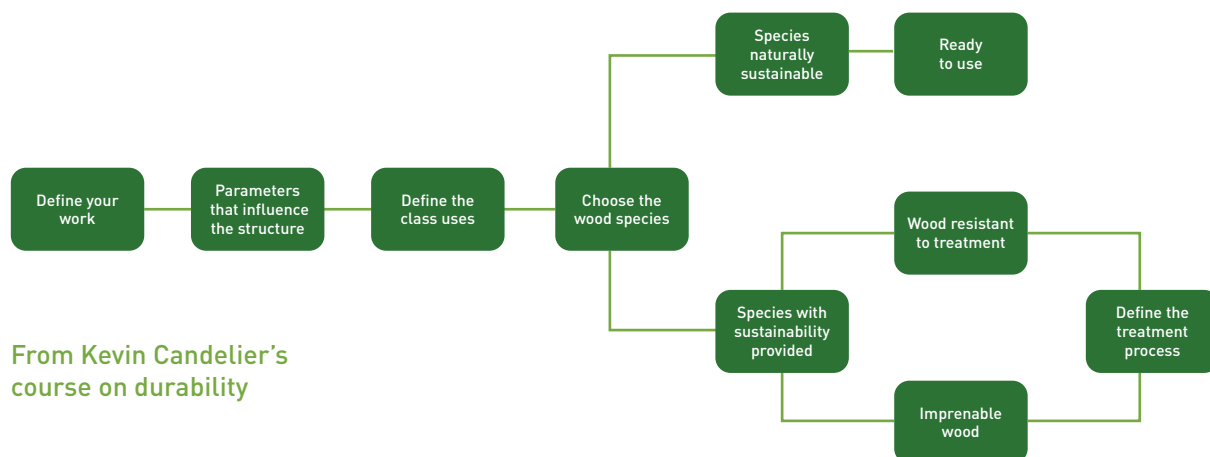 Species
naturally
sustainable
Ready
to use
Define your
work
Parameters
that influence
the structure
Define the
class uses
Choose the
wood species
Wood resistant
to treatment
Species with
sustainability
provided
Define the
treatment
process
Imprenable
wood
From Kevin Candelier's
course on durability